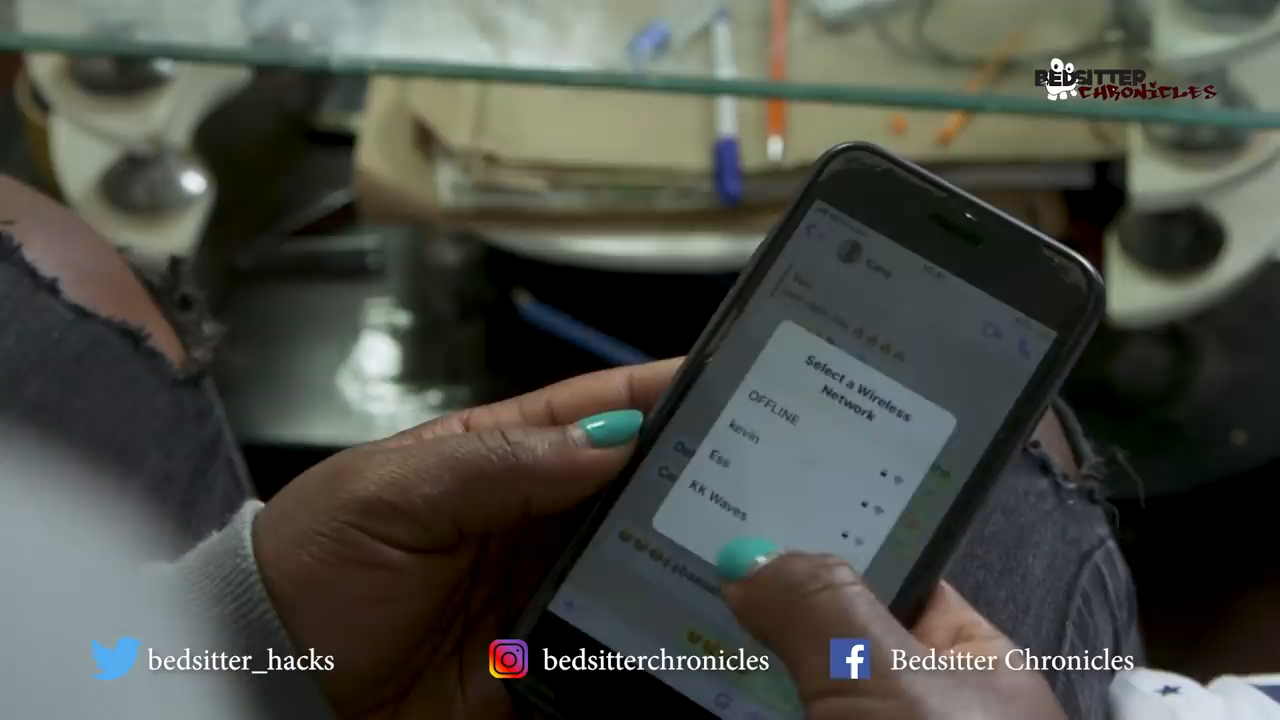 BEDSITTER
CHRONICLES
Select a Wireless
Network
OFFLINE
kevin
Ess
KK Waves
bedsitter_hacks
bedsitterchronicles
Bedsitter Chronicles